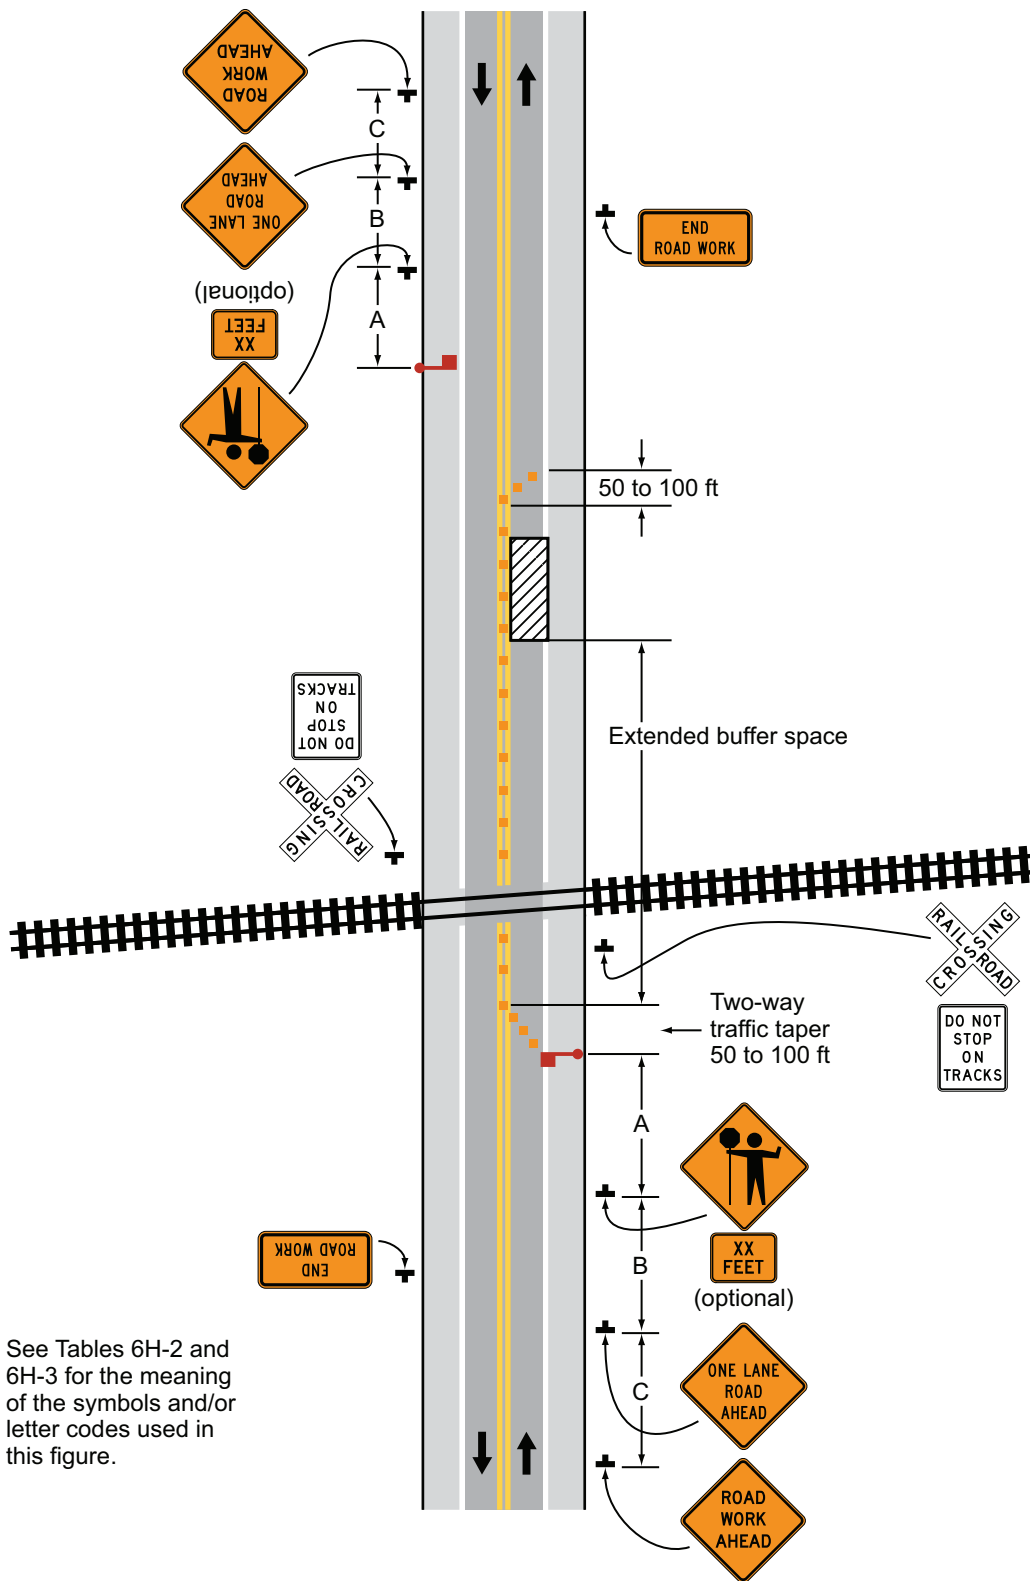 ROAD
WORK
AHEAD
C
ONE LANE
ROAD
AHEAD
B
END
ROAD WORK
(optional)
XX
FEET
A
50 to 100 ft
DO NOT
STOP
ON
TRACKS
Extended buffer space
RAILROAD
CROSSING
RAILROAD
CROSSING
Two-way
traffic taper
50 to 100 ft
DO NOT
STOP
ON
TRACKS
A
END
ROAD WORK
XX
FEET
B
(optional)
See Tables 6H-2 and
6H-3 for the meaning
of the symbols and/or
letter codes used in
this figure.
ONE LANE
ROAD
AHEAD
C
ROAD
WORK
AHEAD